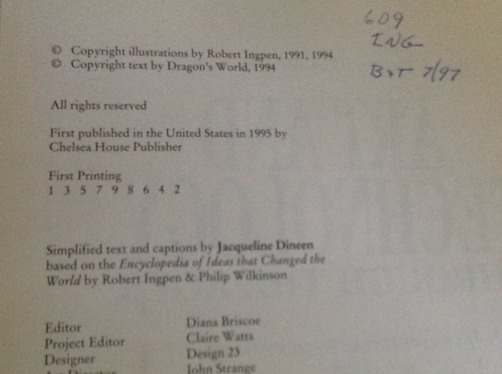 609
ING
B+T 7/97
© Copyright illustrations by Robert Ingpen, 1991, 1994
© Copyright text by Dragon's World, 1994
All rights reserved
First published in the United States in 1995 by
Chelsea House Publisher
First Printing
1 3 5 7 9 8 6 4 2
Simplified text and captions by Jacqueline Dineen
based on the Encyclopedia of Ideas that Changed the
World by Robert Ingpen & Philip Wilkinson
Editor Diana Briscoe
Project Editor Claire Watts
Designer Design 23
Art Director John Strange